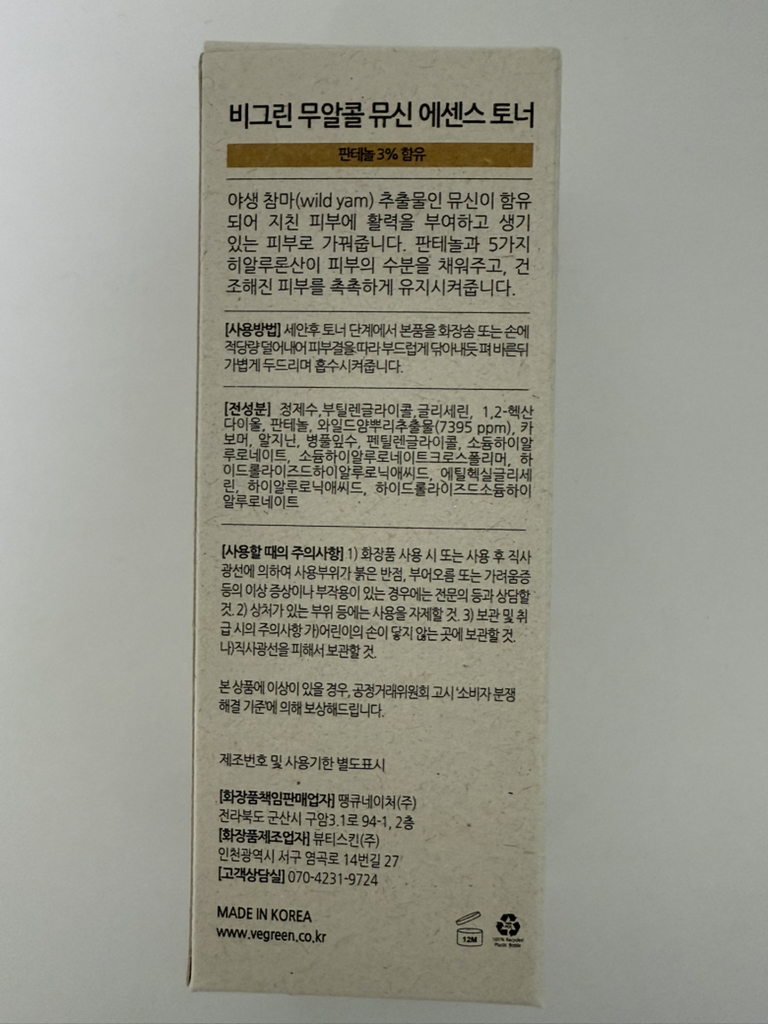 비그린 무알콜 뮤신 에센스 토너
판테놀 3% 함유
야생 참마(wild yam) 추출물인 뮤신이 함유
되어 지친 피부에 활력을 부여하고 생기
있는 피부로 가꿔줍니다. 판테놀과 5가지
히알루론산이 피부의 수분을 채워주고, 건
조해진 피부를 촉촉하게 유지시켜줍니다.
[사용방법] 세안후 토너 단계에서 본품을 화장솜 또는 손에
적당량 덜어내어 피부결을 따라 부드럽게 닦아내듯 펴 바른뒤
가볍게 두드리며 흡수시켜줍니다.
[전성분] 정제수,부틸렌글라이콜,글리세린, 1,2-헥산
다이올, 판테놀, 와일드얌뿌리추출물(7395 ppm), 카
보머, 알지닌, 병풀잎수, 펜틸렌글라이콜, 소듐하이알
루로네이트, 소듐하이알루로네이트크로스폴리머, 하
이드롤라이즈드하이알루로닉애씨드, 에틸헥실글리세
린, 하이알루로닉애씨드, 하이드롤라이즈드소듐하이
알루로네이트
[사용할 때의 주의사항] 1) 화장품 사용 시 또는 사용 후 직사
광선에 의하여 사용부위가 붉은 반점, 부어오름 또는 가려움증
등의 이상 증상이나 부작용이 있는 경우에는 전문의 등과 상담할
것. 2) 상처가 있는 부위 등에는 사용을 자제할 것. 3) 보관 및 취
급 시의 주의사항 가)어린이의 손이 닿지 않는 곳에 보관할 것.
나)직사광선을 피해서 보관할 것.
본 상품에 이상이 있을 경우, 공정거래위원회 고시 '소비자 분쟁
해결 기준'에 의해 보상해드립니다.
제조번호 및 사용기한 별도표시
[화장품책임판매업자] 땡큐네이처(주)
전라북도 군산시 구암3.1로 94-1, 2층
[화장품제조업자] 뷰티스킨(주)
인천광역시 서구 염곡로 14번길 27
[고객상담실] 070-4231-9724
MADE IN KOREA
www.vegreen.co.kr
12M
100% Recycled
Plastic Bottle